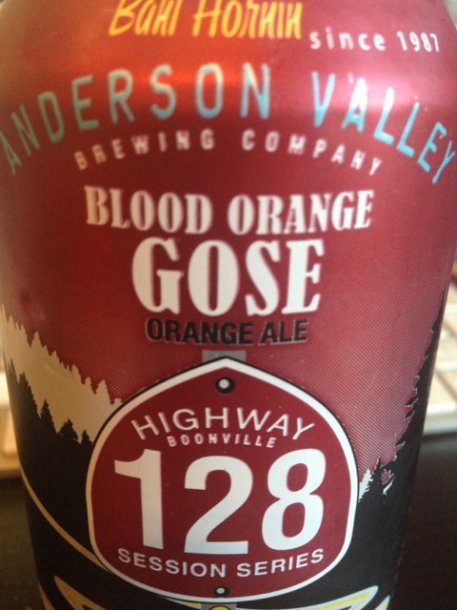 Bahl Hornin
since 1987
ANDERSON VALLEY
BREWING COMPANY
BLOOD ORANGE
GOSE
ORANGE ALE
HIGHWAY
BOONVILLE
128
SESSION SERIES